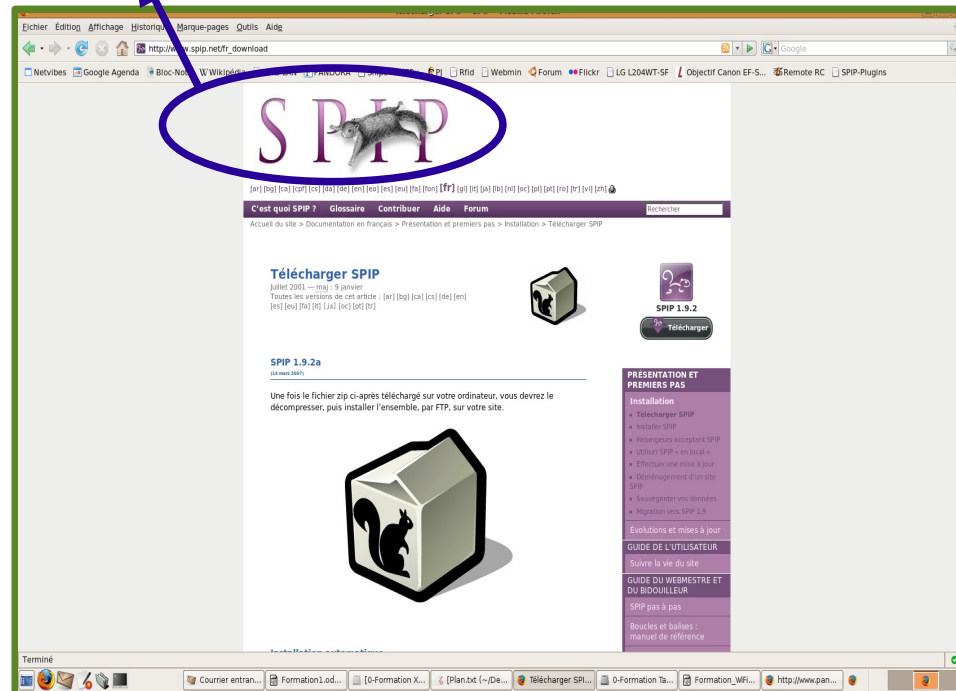 Fichier Édition Affichage Historique Marque-pages Outils Aide
http://www.spip.net/fr_download
Google
Netvibes Google Agenda Bloc-Not Wikipédia PANDORA PJ Rfid Webmin Forum Flickr LG L204WT-SF Objectif Canon EF-S... Remote RC SPIP-Plugins
SPIP
[ar] [bg] [ca] [cpf] [cs] [da] [de] [en] [eo] [es] [eu] [fa] [fon] [fr] [gl] [it] [ja] [lb] [nl] [oc] [pl] [pt] [ro] [tr] [vi] [zh]
C'est quoi SPIP ? Glossaire Contribuer Aide Forum Rechercher
Accueil du site > Documentation en français > Présentation et premiers pas > Installation > Télécharger SPIP
Télécharger SPIP
Juillet 2001 — maj : 9 janvier
Toutes les versions de cet article : [ar] [bg] [ca] [cs] [de] [en]
[es] [eu] [fa] [it] [ja] [oc] [pt] [tr]
SPIP 1.9.2
Télécharger
SPIP 1.9.2a
(14 mars 2007)
Une fois le fichier zip ci-après téléchargé sur votre ordinateur, vous devrez le
décompresser, puis installer l'ensemble, par FTP, sur votre site.
PRÉSENTATION ET
PREMIERS PAS
Installation
Télécharger SPIP
Installer SPIP
Hébergeurs acceptant SPIP
Utiliser SPIP « en local »
Effectuer une mise à jour
Déménagement d'un site
SPIP
Sauvegarder vos données
Migration vers SPIP 1.9
Évolutions et mises à jour
GUIDE DE L'UTILISATEUR
Suivre la vie du site
GUIDE DU WEBMESTRE ET
DU BIDOUILLEUR
SPIP pas à pas
Boucles et balises :
manuel de référence
Terminé
Courrier entran... Formation1.od... [0-Formation X... [Plan.txt (~/De... Télécharger SPI... 0-Formation Ta... Formation_WiFi... http://www.pan...